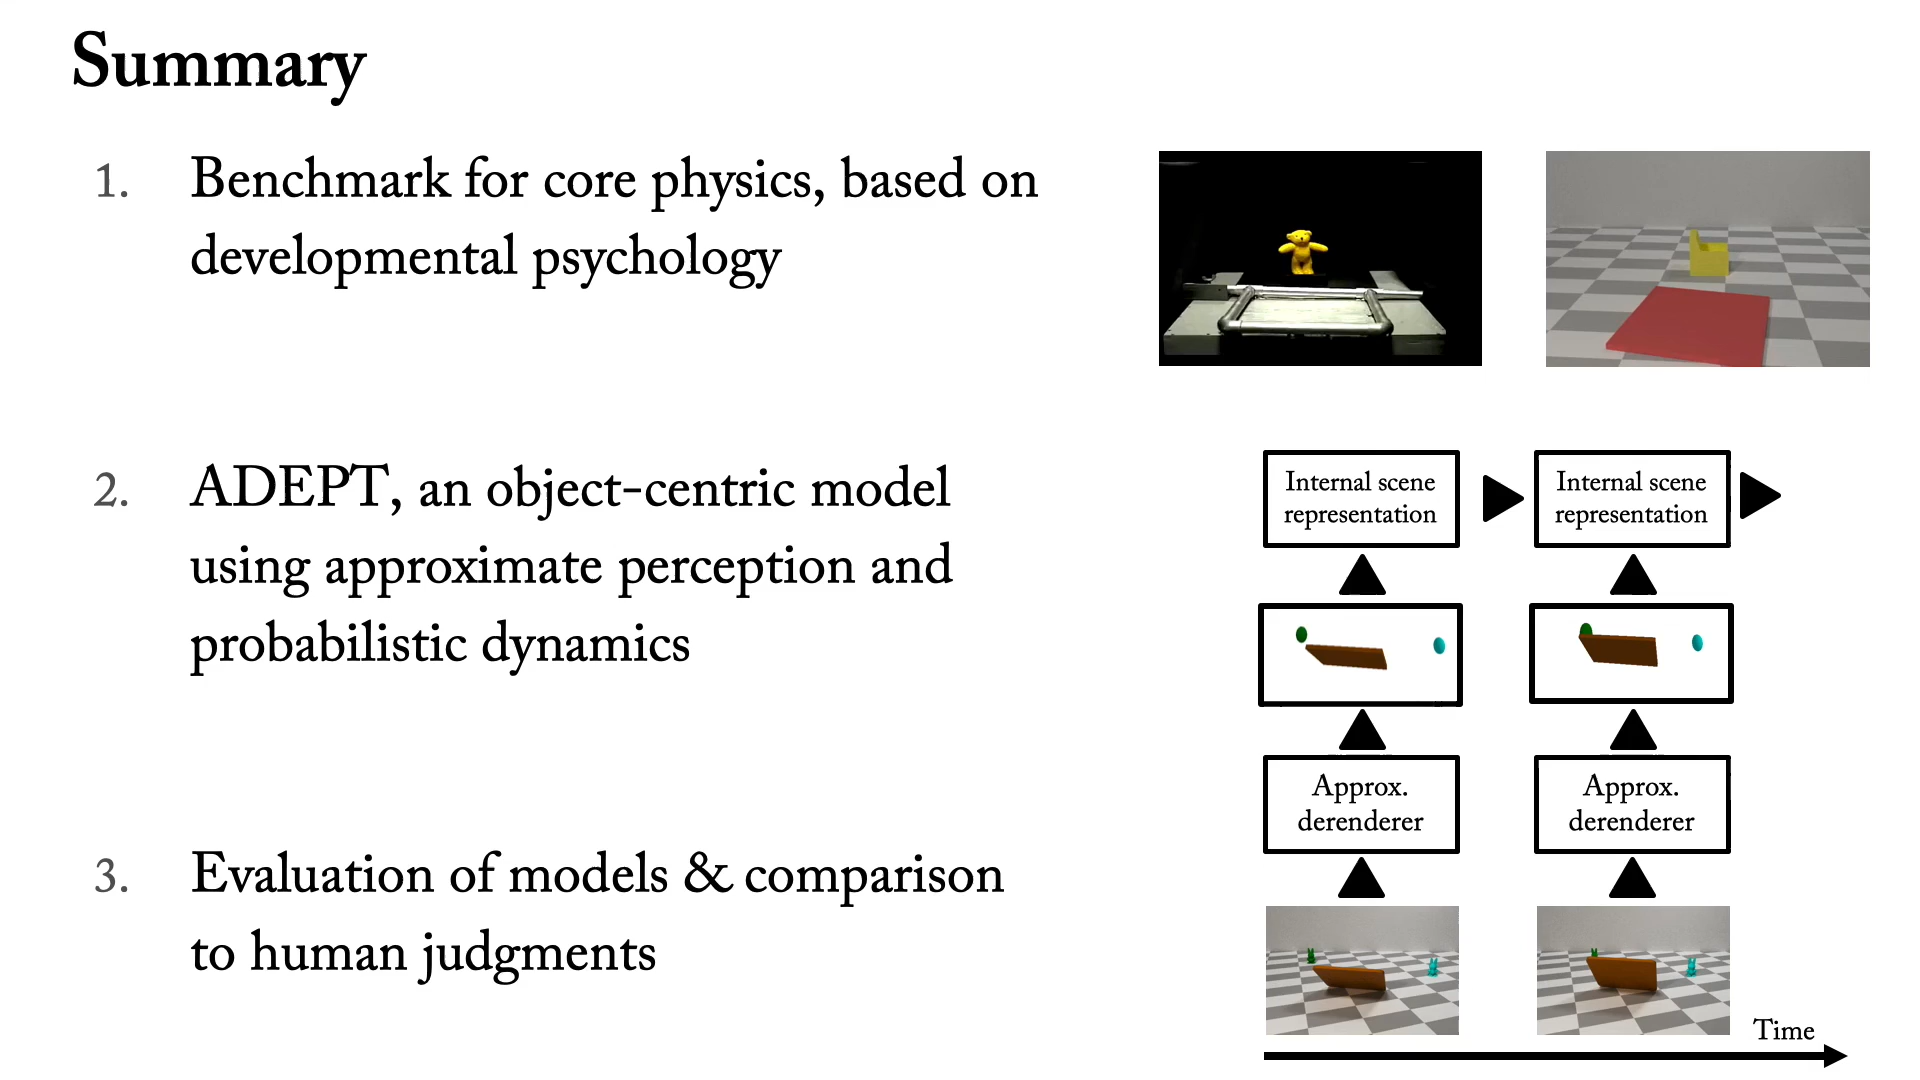 Summary
1. Benchmark for core physics, based on
developmental psychology
2. ADEPT, an object-centric model
using approximate perception and
probabilistic dynamics
3. Evaluation of models & comparison
to human judgments
Internal scene
representation
Internal scene
representation
Approx.
derenderer
Approx.
derenderer
Time